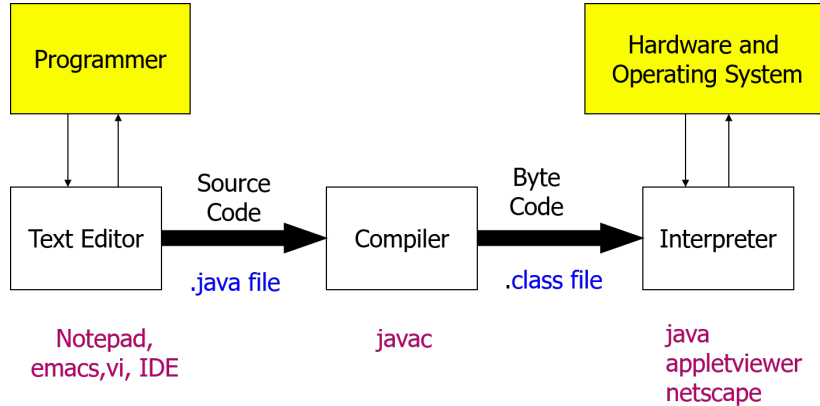 Programmer
Hardware and
Operating System
Source
Code
Byte
Code
Text Editor
Compiler
Interpreter
.java file
.class file
Notepad,
emacs,vi, IDE
javac
java
appletviewer
netscape